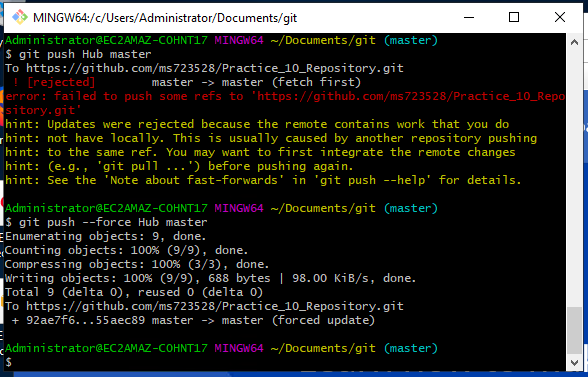 MINGW64:/c/Users/Administrator/Documents/git
Administrator@EC2AMAZ-COHNT17 MINGW64 ~/Documents/git (master)
$ git push Hub master
To https://github.com/ms723528/Practice_10_Repository.git
 ! [rejected]        master -> master (fetch first)
error: failed to push some refs to 'https://github.com/ms723528/Practice_10_Repo
sitory.git'
hint: Updates were rejected because the remote contains work that you do
hint: not have locally. This is usually caused by another repository pushing
hint: to the same ref. You may want to first integrate the remote changes
hint: (e.g., 'git pull ...') before pushing again.
hint: See the 'Note about fast-forwards' in 'git push --help' for details.
Administrator@EC2AMAZ-COHNT17 MINGW64 ~/Documents/git (master)
$ git push --force Hub master
Enumerating objects: 9, done.
Counting objects: 100% (9/9), done.
Compressing objects: 100% (3/3), done.
Writing objects: 100% (9/9), 688 bytes | 98.00 KiB/s, done.
Total 9 (delta 0), reused 0 (delta 0)
To https://github.com/ms723528/Practice_10_Repository.git
 + 92ae7f6...55aec89 master -> master (forced update)
Administrator@EC2AMAZ-COHNT17 MINGW64 ~/Documents/git (master)
$